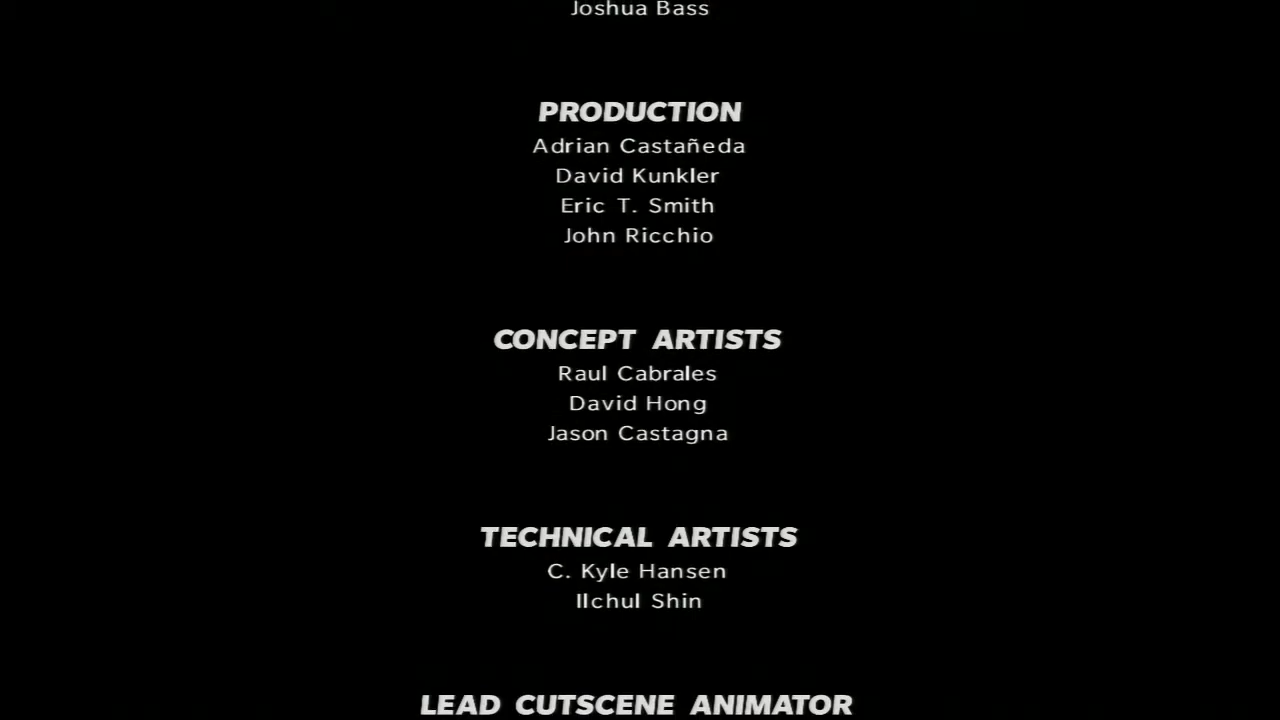 Joshua Bass
PRODUCTION
Adrian Castañeda
David Kunkler
Eric T. Smith
John Ricchio
CONCEPT ARTISTS
Raul Cabrales
David Hong
Jason Castagna
TECHNICAL ARTISTS
C. Kyle Hansen
IIchul Shin
LEAD CUTSCENE ANIMATOR